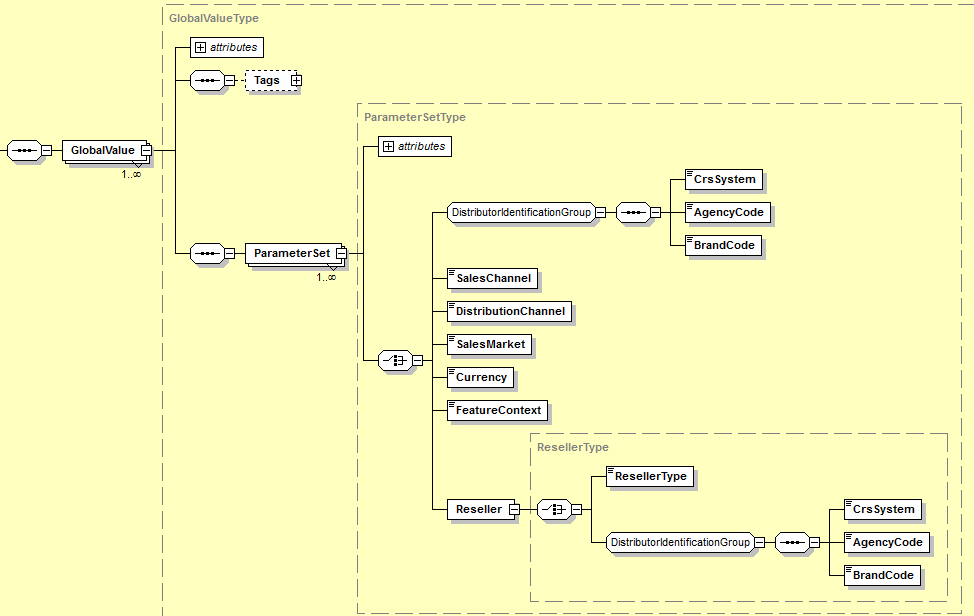 GlobalValueType
attributes
Tags
ParameterSetType
GlobalValue
1..∞
attributes
CrsSystem
DistributorIdentificationGroup
AgencyCode
BrandCode
ParameterSet
1..∞
SalesChannel
DistributionChannel
SalesMarket
Currency
FeatureContext
ResellerType
ResellerType
Reseller
CrsSystem
DistributorIdentificationGroup
AgencyCode
BrandCode